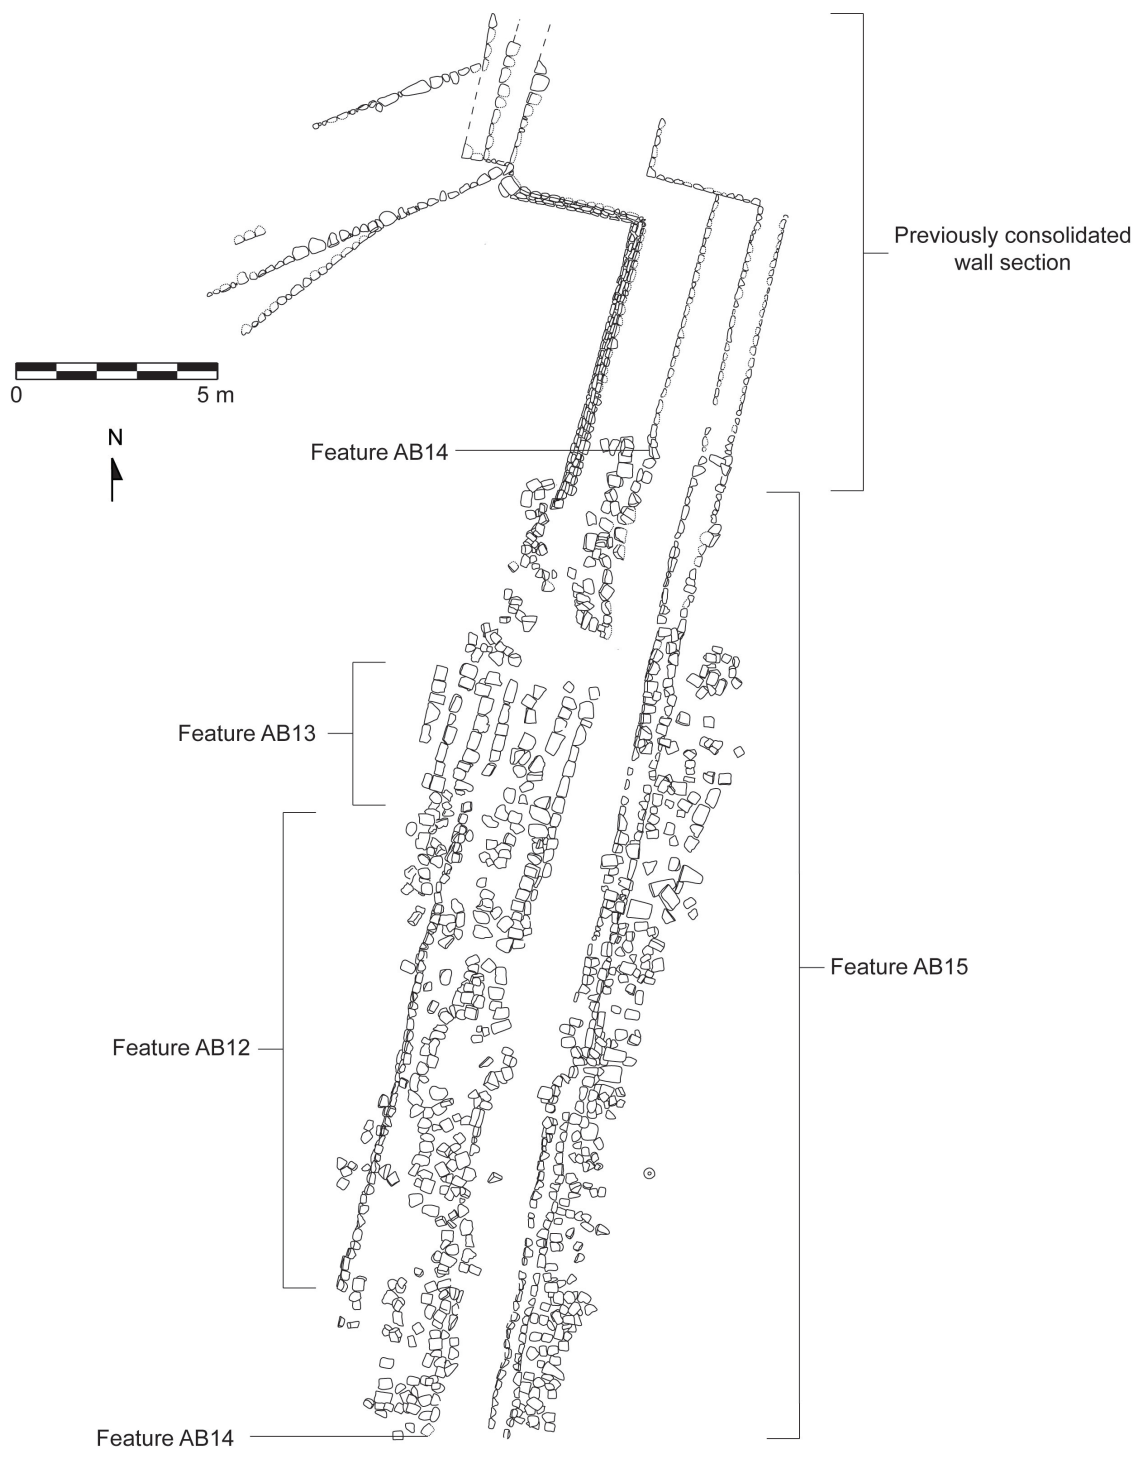 Previously consolidated
wall section
0 5 m
N
Feature AB14
Feature AB13
Feature AB15
Feature AB12
Feature AB14